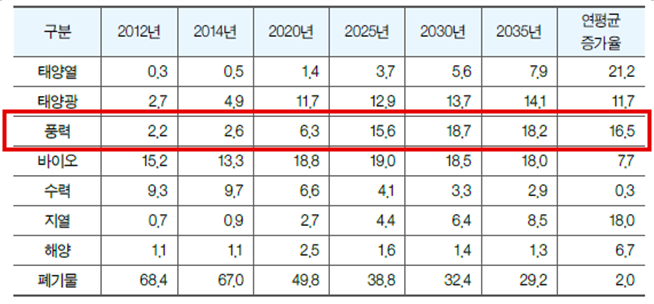 구분 2012년 2014년 2020년 2025년 2030년 2035년 연평균 증가율
태양열 0.3 0.5 1.4 3.7 5.6 7.9 21.2
태양광 2.7 4.9 11.7 12.9 13.7 14.1 11.7
풍력 2.2 2.6 6.3 15.6 18.7 18.2 16.5
바이오 15.2 13.3 18.8 19.0 18.5 18.0 7.7
수력 9.3 9.7 6.6 4.1 3.3 2.9 0.3
지열 0.7 0.9 2.7 4.4 6.4 8.5 18.0
해양 1.1 1.1 2.5 1.6 1.4 1.3 6.7
폐기물 68.4 67.0 49.8 38.8 32.4 29.2 2.0